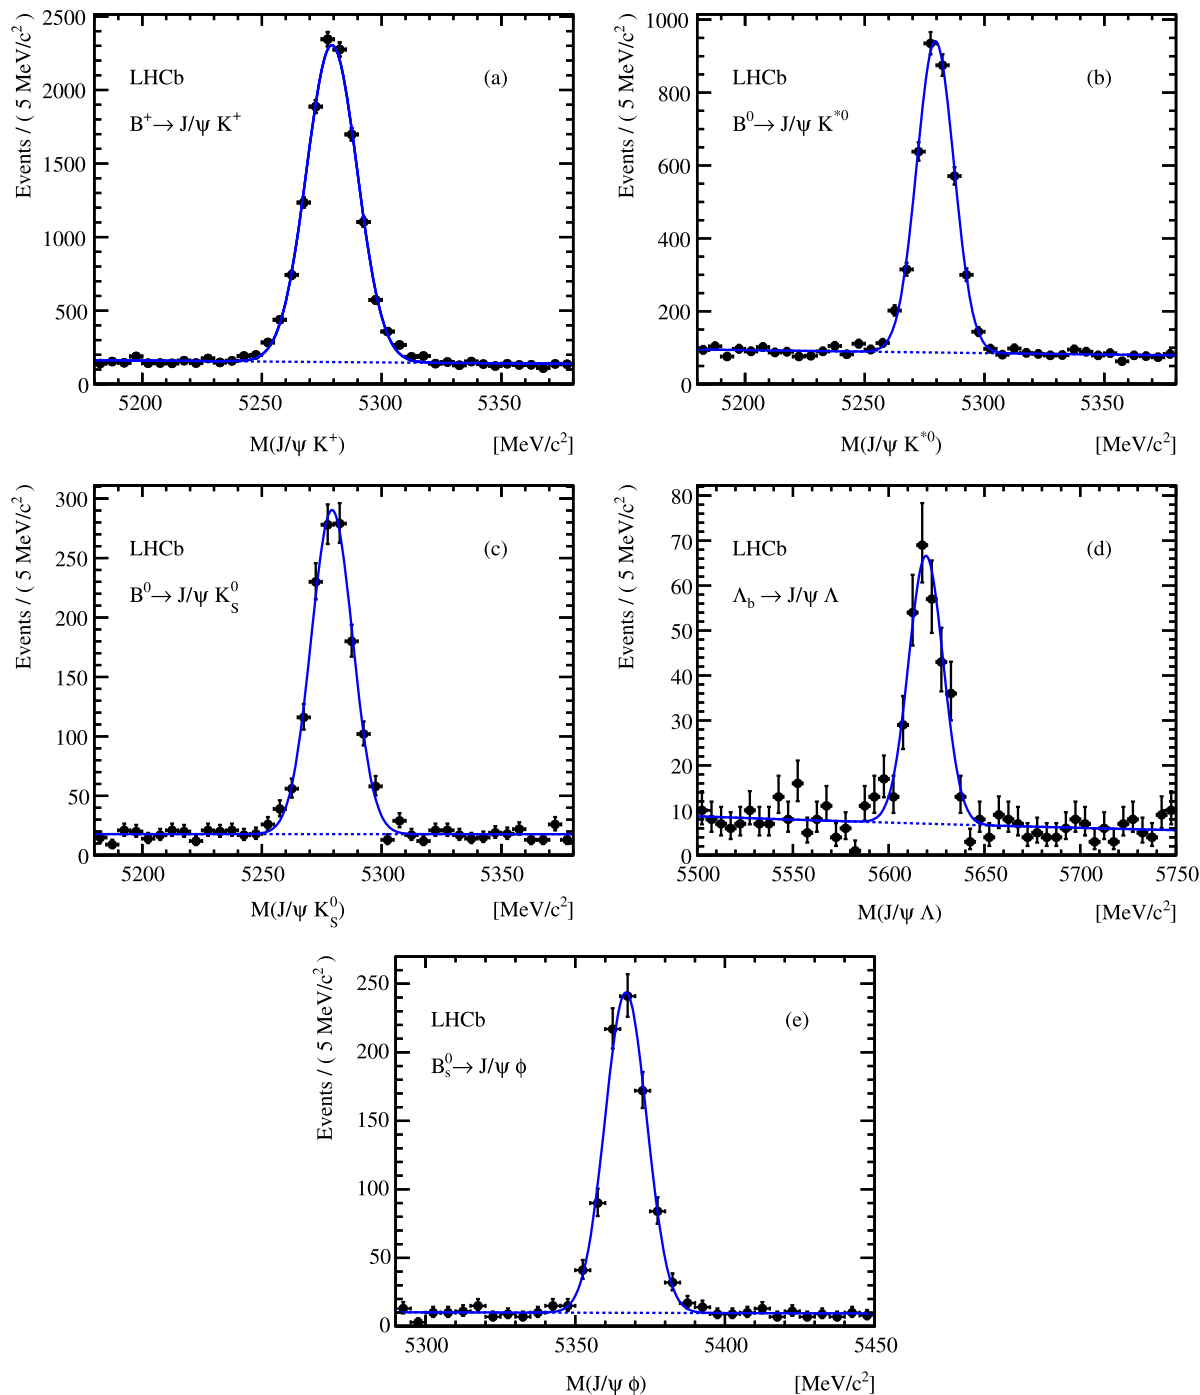 Events / ( 5 MeV/c²)
2500
2000
1500
1000
500
0
LHCb
(a)
B⁺→ J/ψ K⁺
5200 5250 5300 5350
M(J/ψ K⁺) [MeV/c²]
Events / ( 5 MeV/c²)
1000
800
600
400
200
0
LHCb
(b)
B⁰→ J/ψ K*⁰
5200 5250 5300 5350
M(J/ψ K*⁰) [MeV/c²]
Events / ( 5 MeV/c²)
300
250
200
150
100
50
0
LHCb
(c)
B⁰→ J/ψ K_S⁰
5200 5250 5300 5350
M(J/ψ K_S⁰) [MeV/c²]
Events / ( 5 MeV/c²)
80
70
60
50
40
30
20
10
0
LHCb
(d)
Λ_b → J/ψ Λ
5500 5550 5600 5650 5700 5750
M(J/ψ Λ) [MeV/c²]
Events / ( 5 MeV/c²)
250
200
150
100
50
0
LHCb
(e)
B_s⁰→ J/ψ ϕ
5300 5350 5400 5450
M(J/ψ ϕ) [MeV/c²]